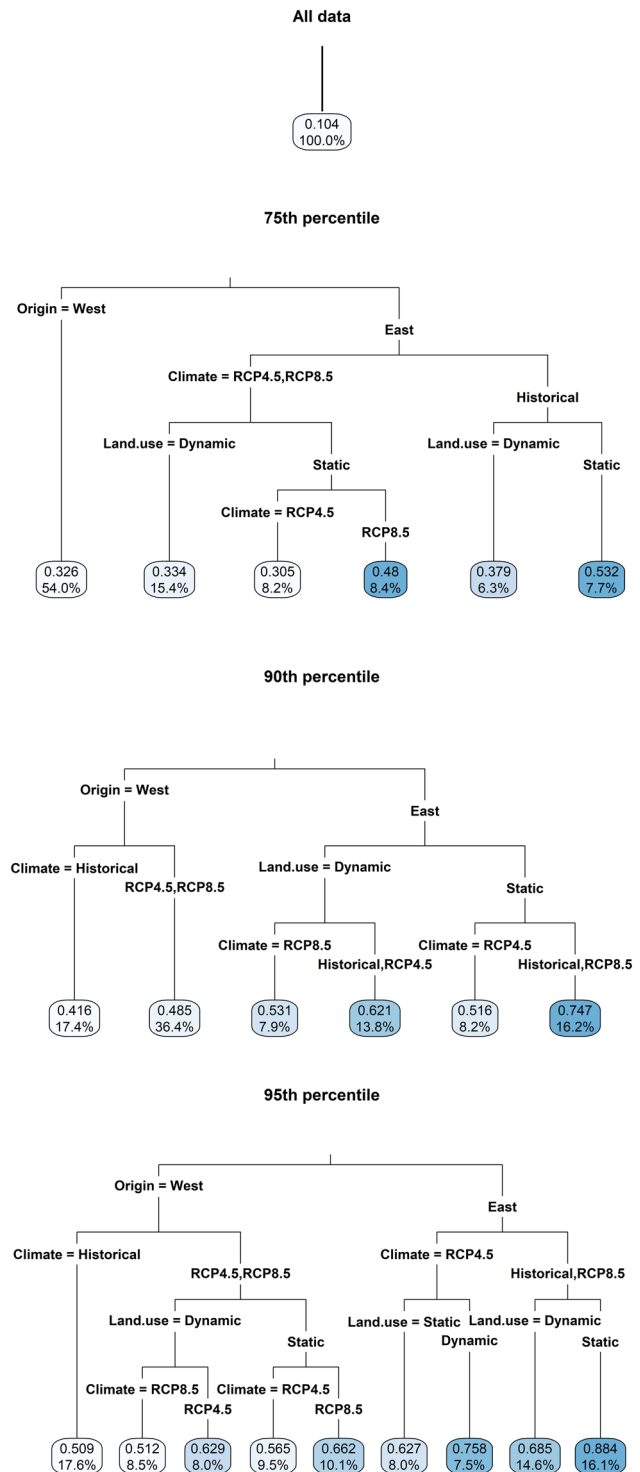 All data
0.104
100.0%
75th percentile
Origin = West
East
Climate = RCP4.5,RCP8.5
Historical
Land.use = Dynamic
Land.use = Dynamic
Static
Static
Climate = RCP4.5
RCP8.5
0.326
54.0%
0.334
15.4%
0.305
8.2%
0.48
8.4%
0.379
6.3%
0.532
7.7%
90th percentile
Origin = West
East
Climate = Historical
Land.use = Dynamic
RCP4.5,RCP8.5
Static
Climate = RCP8.5
Climate = RCP4.5
Historical,RCP4.5
Historical,RCP8.5
0.416
17.4%
0.485
36.4%
0.531
7.9%
0.621
13.8%
0.516
8.2%
0.747
16.2%
95th percentile
Origin = West
East
Climate = Historical
Climate = RCP4.5
RCP4.5,RCP8.5
Historical,RCP8.5
Land.use = Dynamic
Land.use = Static
Land.use = Dynamic
Static
Dynamic
Static
Climate = RCP8.5
Climate = RCP4.5
RCP4.5
RCP8.5
0.509
17.6%
0.512
8.5%
0.629
8.0%
0.565
9.5%
0.662
10.1%
0.627
8.0%
0.758
7.5%
0.685
14.6%
0.884
16.1%